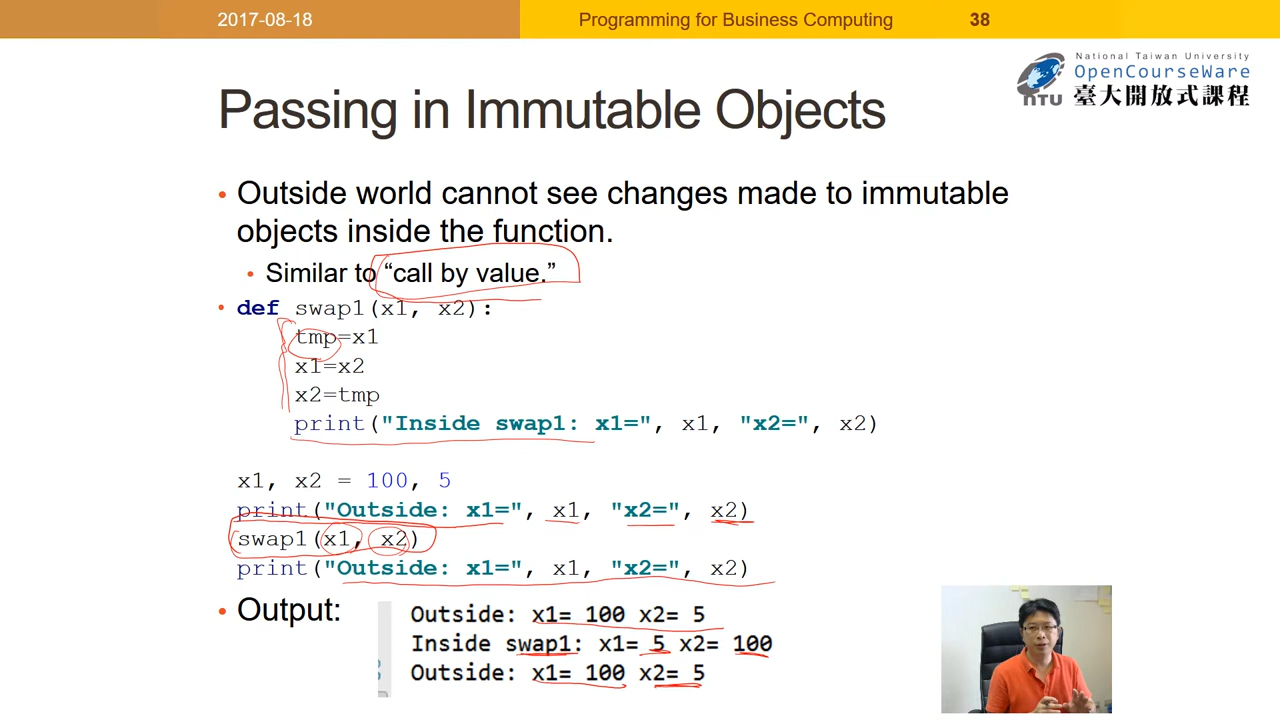 2017-08-18 Programming for Business Computing 38
National Taiwan University
OpenCourseWare
NTU 臺大開放式課程
Passing in Immutable Objects
• Outside world cannot see changes made to immutable
objects inside the function.
• Similar to “call by value.”
• def swap1(x1, x2):
tmp=x1
x1=x2
x2=tmp
print("Inside swap1: x1=", x1, "x2=", x2)
x1, x2 = 100, 5
print("Outside: x1=", x1, "x2=", x2)
swap1(x1, x2)
print("Outside: x1=", x1, "x2=", x2)
• Output:
Outside: x1= 100 x2= 5
Inside swap1: x1= 5 x2= 100
Outside: x1= 100 x2= 5